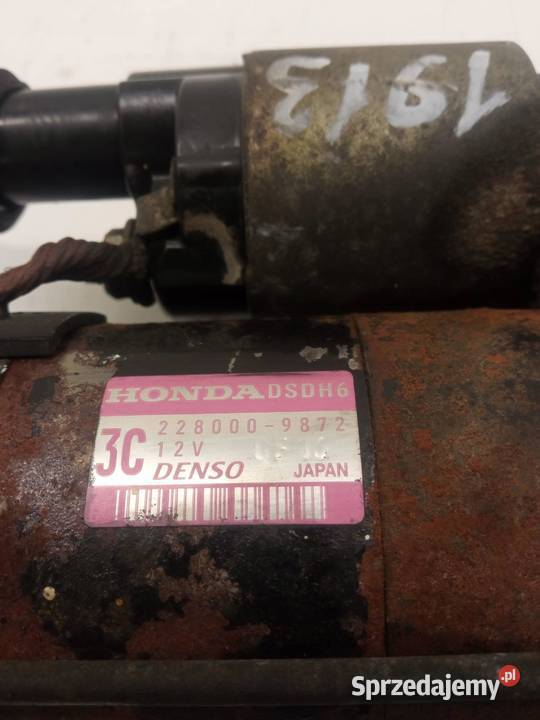 1913
HONDA DSDH6
3C 228000-9872
12V
DENSO JAPAN
Sprzedajemy.pl